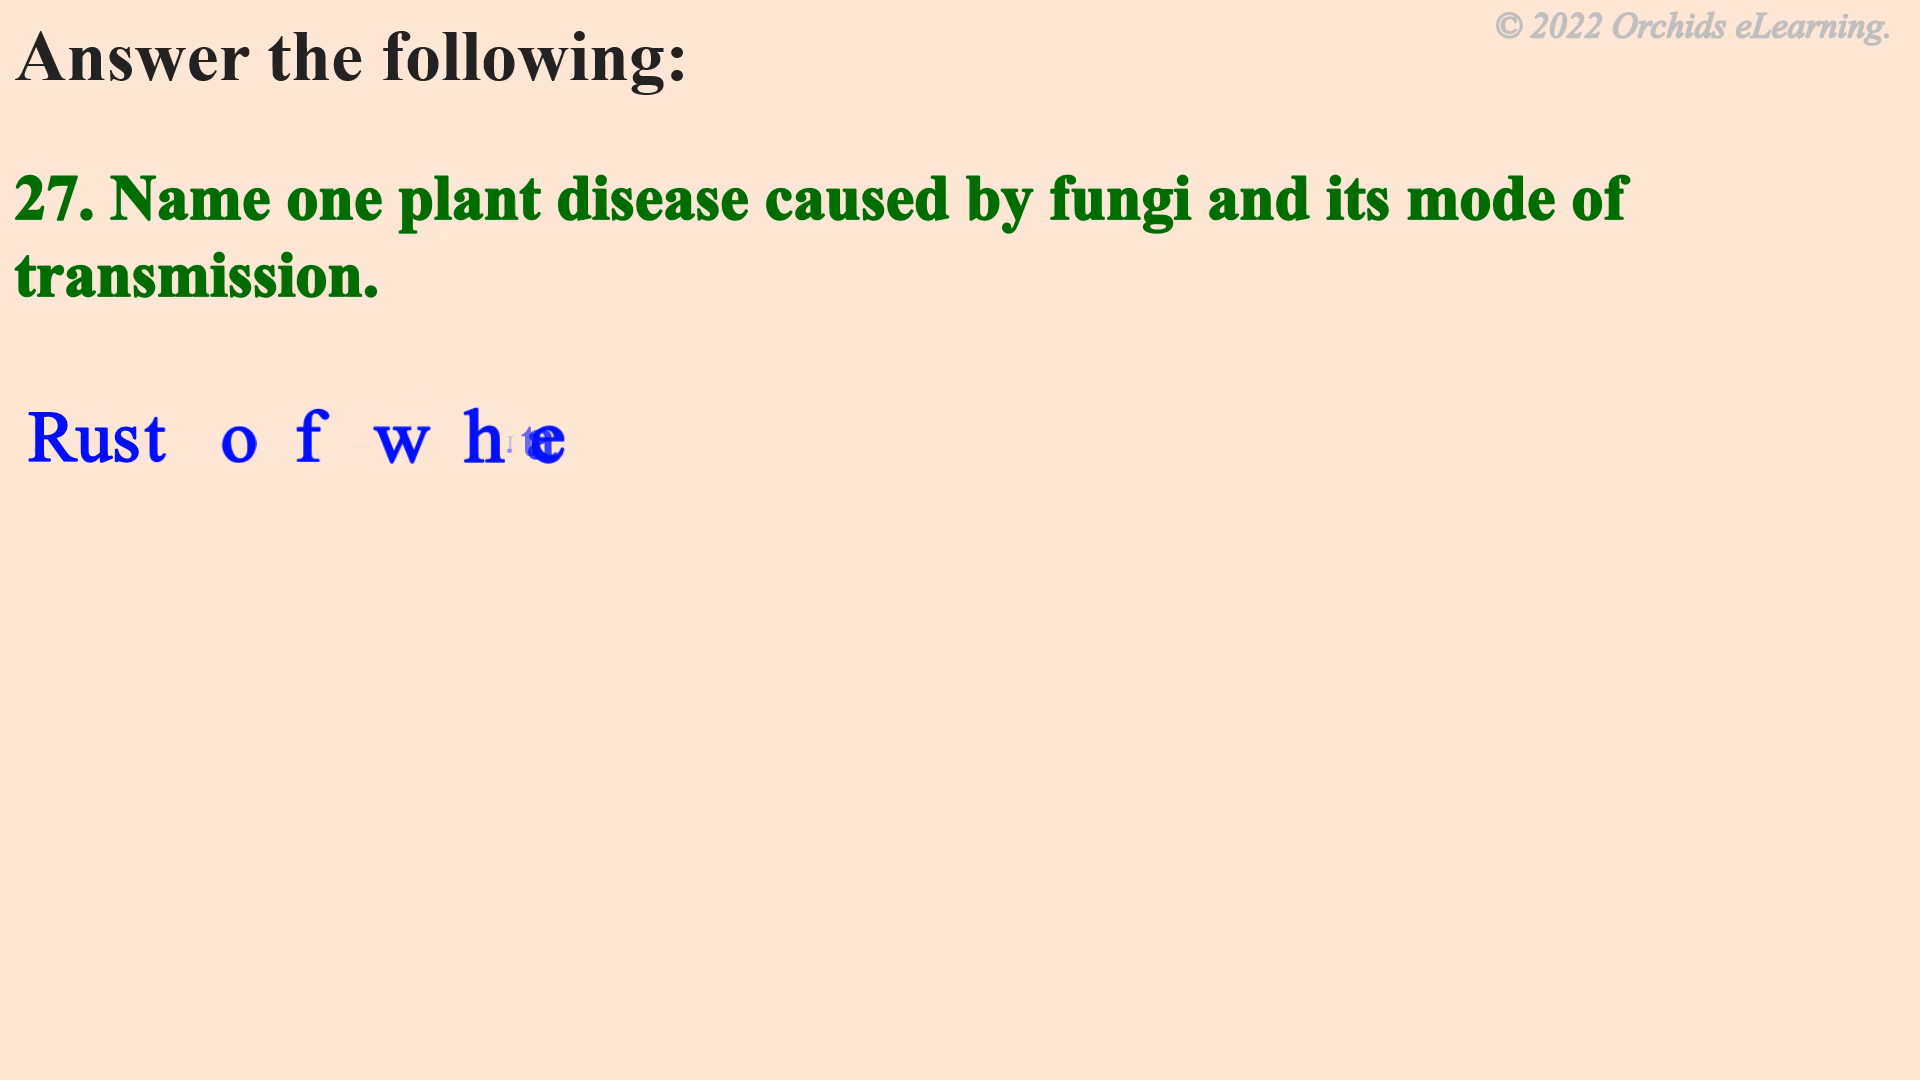 © 2022 Orchids eLearning.
Answer the following:
27. Name one plant disease caused by fungi and its mode of
transmission.
Rust of